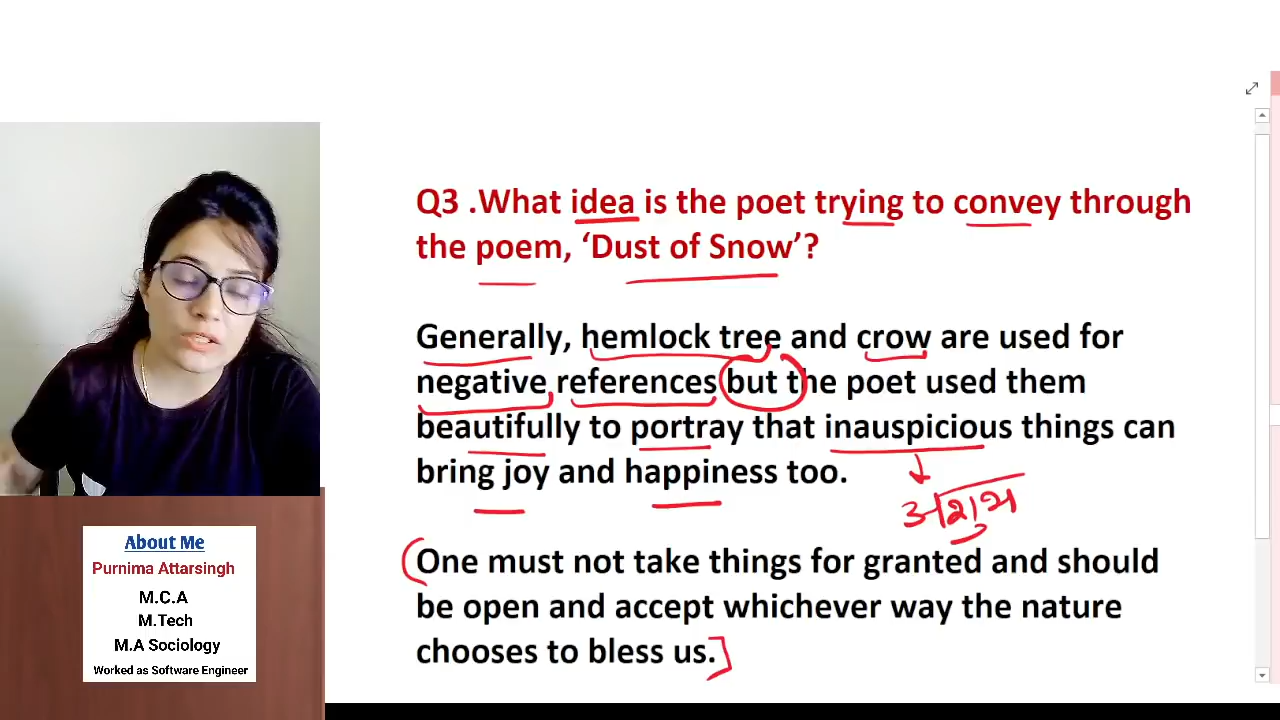 Q3 .What idea is the poet trying to convey through
the poem, ‘Dust of Snow’?
Generally, hemlock tree and crow are used for
negative references but the poet used them
beautifully to portray that inauspicious things can
bring joy and happiness too.
अशुभ
One must not take things for granted and should
be open and accept whichever way the nature
chooses to bless us.
About Me
Purnima Attarsingh
M.C.A
M.Tech
M.A Sociology
Worked as Software Engineer